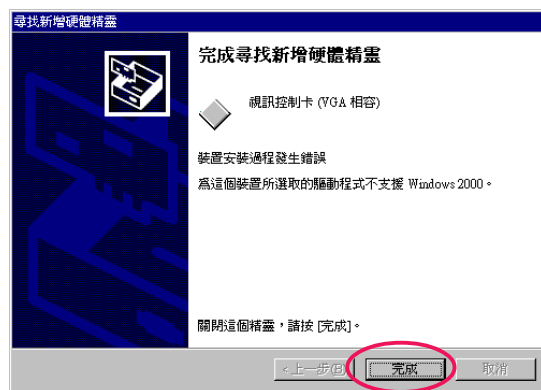 尋找新增硬體精靈
完成尋找新增硬體精靈
視訊控制卡 (VGA 相容)
裝置安裝過程發生錯誤
為這個裝置所選取的驅動程式不支援 Windows 2000。
關閉這個精靈，請按 [完成]。
<上一步(B) 完成 取消